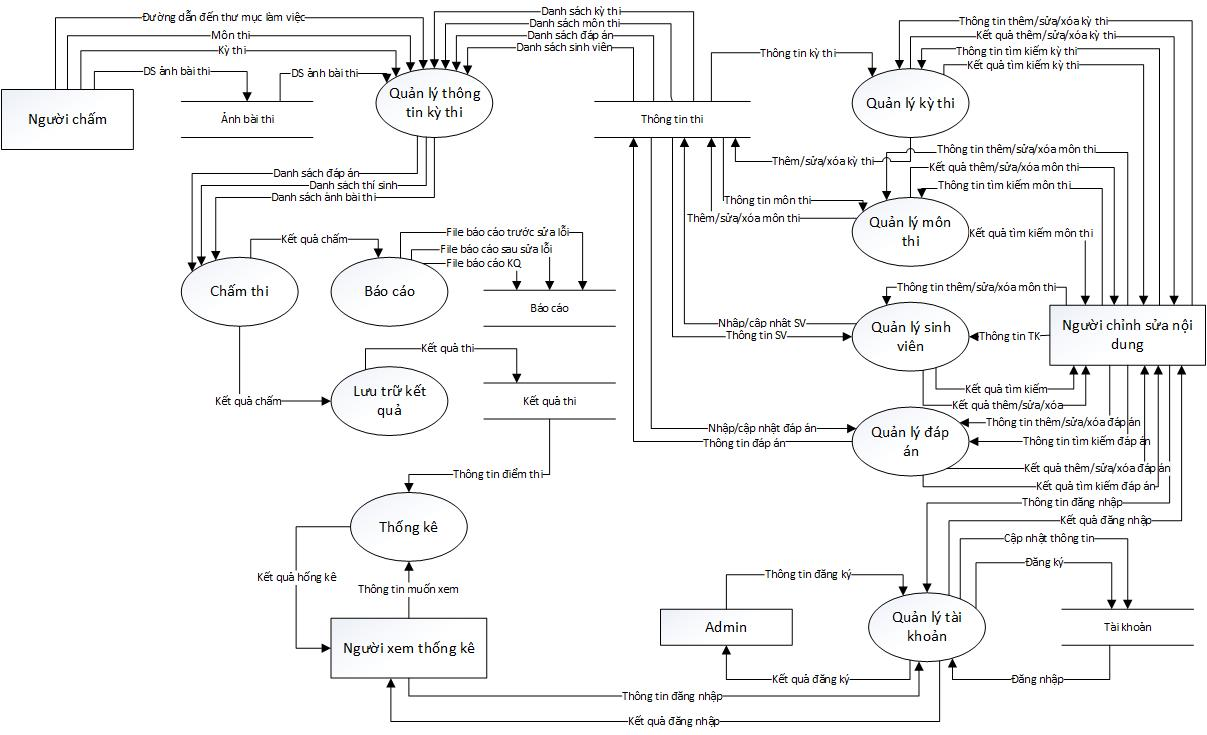 Đường dẫn đến thư mục làm việc
Môn thi
Kỳ thi
DS ảnh bài thi
DS ảnh bài thi
Người chấm
Ảnh bài thi
Quản lý thông
tin kỳ thi
Danh sách kỳ thi
Danh sách môn thi
Danh sách đáp án
Danh sách sinh viên
Thông tin thi
Thông tin kỳ thi
Quản lý kỳ thi
Thông tin thêm/sửa/xóa kỳ thi
Kết quả thêm/sửa/xóa kỳ thi
Thông tin tìm kiếm kỳ thi
Kết quả tìm kiếm kỳ thi
Thêm/sửa/xóa kỳ thi
Thông tin thêm/sửa/xóa môn thi
Kết quả thêm/sửa/xóa môn thi
Thông tin tìm kiếm môn thi
Thông tin môn thi
Thêm/sửa/xóa môn thi
Quản lý môn
thi
Kết quả tìm kiếm môn thi
Danh sách đáp án
Danh sách thí sinh
Danh sách ảnh bài thi
Kết quả chấm
File báo cáo trước sửa lỗi
File báo cáo sau sửa lỗi
File báo cáo KQ
Chấm thi
Báo cáo
Báo cáo
Thông tin thêm/sửa/xóa môn thi
Nhập/cập nhật SV
Thông tin SV
Quản lý sinh
viên
Thông tin TK
Người chỉnh sửa nội
dung
Kết quả tìm kiếm
Kết quả thêm/sửa/xóa
Kết quả thi
Kết quả chấm
Lưu trữ kết
quả
Kết quả thi
Nhập/cập nhật đáp án
Thông tin đáp án
Quản lý đáp
án
Thông tin thêm/sửa/xóa đáp án
Thông tin tìm kiếm đáp án
Kết quả thêm/sửa/xóa đáp án
Kết quả tìm kiếm đáp án
Thông tin điểm thi
Thống kê
Kết quả hống kê
Thông tin muốn xem
Người xem thống kê
Thông tin đăng nhập
Kết quả đăng nhập
Cập nhật thông tin
Đăng ký
Thông tin đăng ký
Admin
Quản lý tài
khoản
Tài khoản
Kết quả đăng ký
Đăng nhập
Thông tin đăng nhập
Kết quả đăng nhập